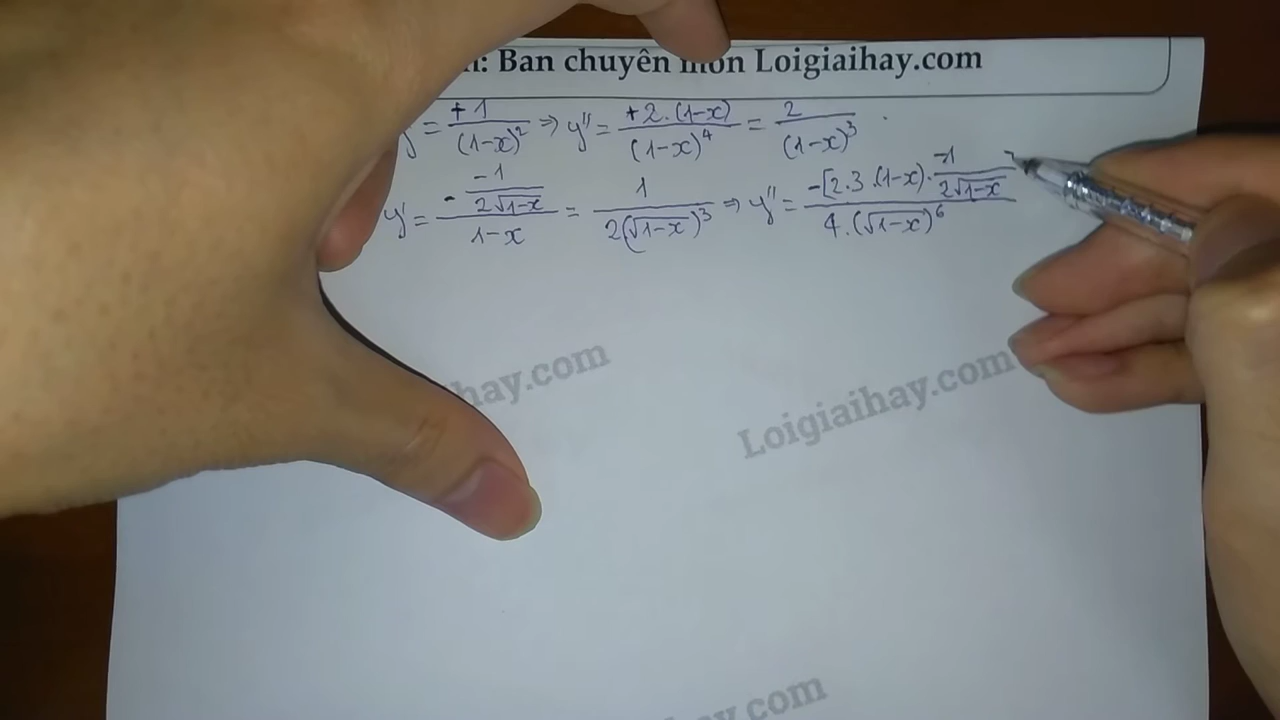 : Ban chuyên môn Loigiaihay.com
y' = +1/(1-x)² ⇒ y'' = +2.(1-x)/(1-x)⁴ = 2/(1-x)³ .
y' = - (-1/(2√(1-x)))/(1-x) = 1/(2(√(1-x))³) ⇒ y'' = -[2.3.(1-x). -1/(2√(1-x))]/(4.(√(1-x))⁶)
hay.com
Loigiaihay.com
hay.com